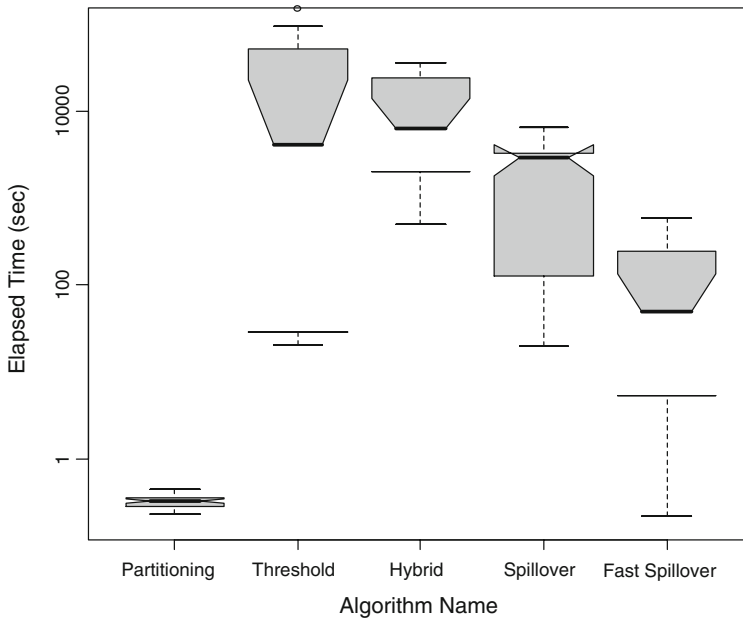 Elapsed Time (sec)
10000
100
1
Partitioning
Threshold
Hybrid
Spillover
Fast Spillover
Algorithm Name